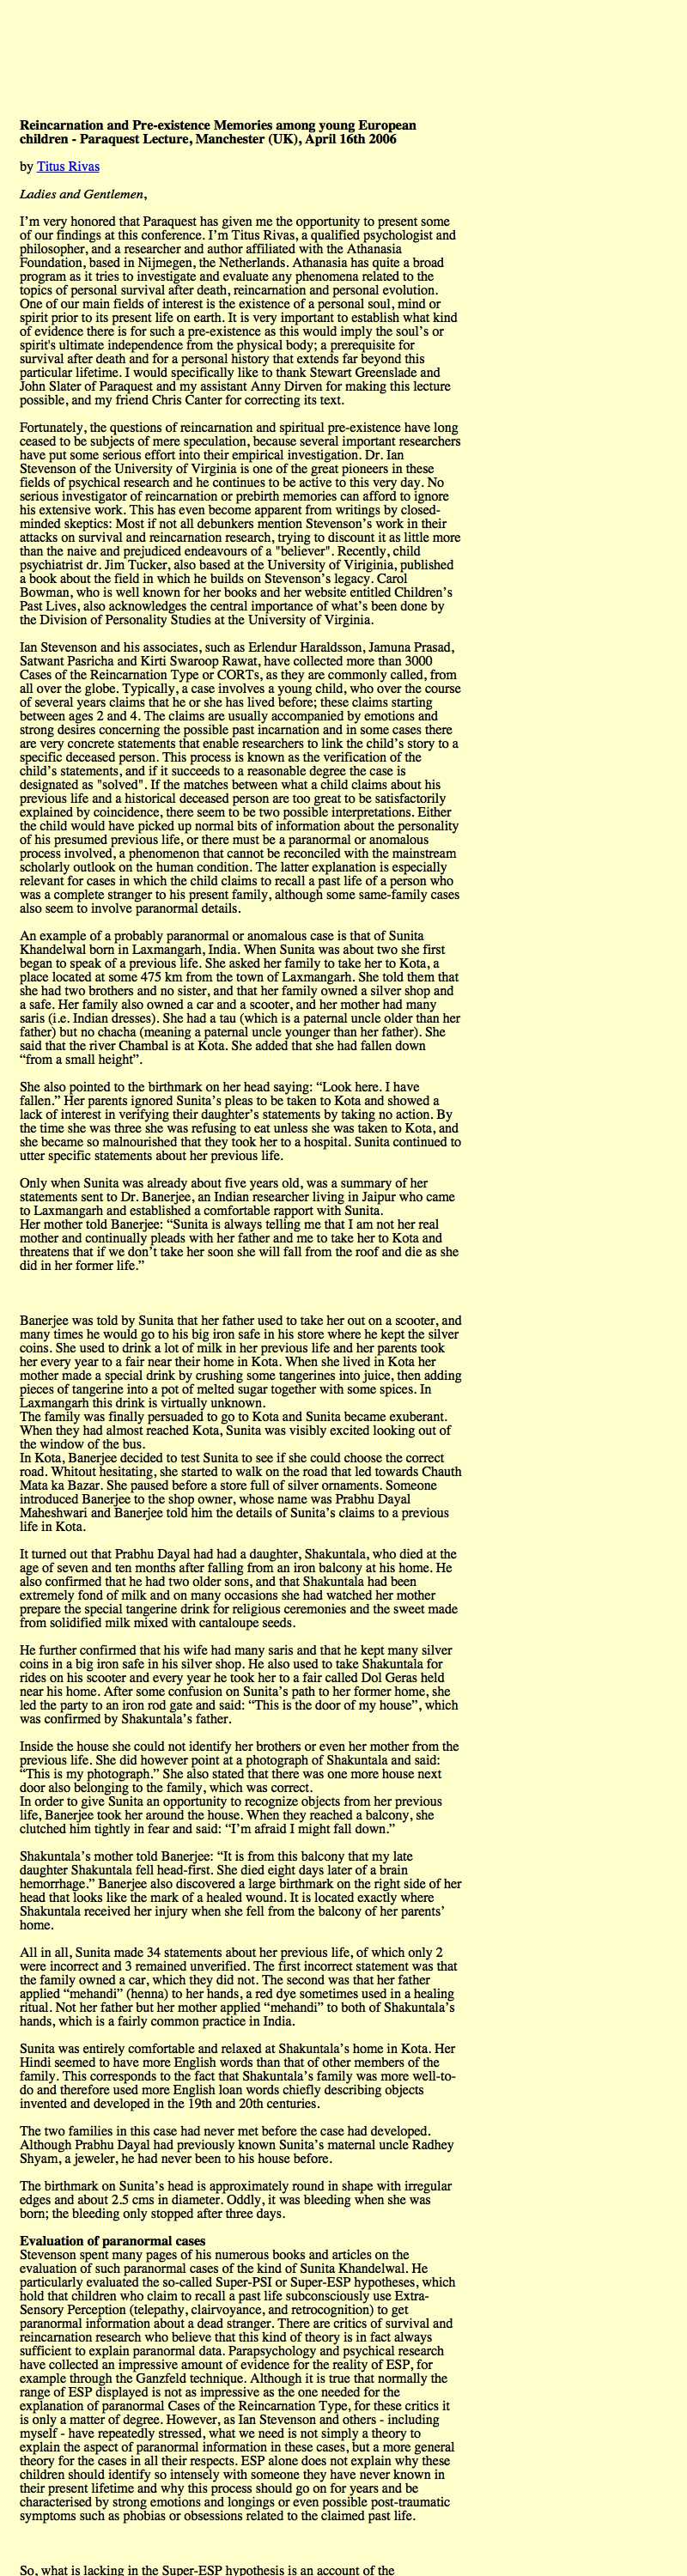 Reincarnation and Pre-existence Memories among young European
children - Paraquest Lecture, Manchester (UK), April 16th 2006
by Titus Rivas
Ladies and Gentlemen,
I’m very honored that Paraquest has given me the opportunity to present some
of our findings at this conference. I’m Titus Rivas, a qualified psychologist and
philosopher, and a researcher and author affiliated with the Athanasia
Foundation, based in Nijmegen, the Netherlands. Athanasia has quite a broad
program as it tries to investigate and evaluate any phenomena related to the
topics of personal survival after death, reincarnation and personal evolution.
One of our main fields of interest is the existence of a personal soul, mind or
spirit prior to its present life on earth. It is very important to establish what kind
of evidence there is for such a pre-existence as this would imply the soul’s or
spirit's ultimate independence from the physical body; a prerequisite for
survival after death and for a personal history that extends far beyond this
particular lifetime. I would specifically like to thank Stewart Greenslade and
John Slater of Paraquest and my assistant Anny Dirven for making this lecture
possible, and my friend Chris Canter for correcting its text.
Fortunately, the questions of reincarnation and spiritual pre-existence have long
ceased to be subjects of mere speculation, because several important researchers
have put some serious effort into their empirical investigation. Dr. Ian
Stevenson of the University of Virginia is one of the great pioneers in these
fields of psychical research and he continues to be active to this very day. No
serious investigator of reincarnation or prebirth memories can afford to ignore
his extensive work. This has even become apparent from writings by closed-
minded skeptics: Most if not all debunkers mention Stevenson’s work in their
attacks on survival and reincarnation research, trying to discount it as little more
than the naive and prejudiced endeavours of a "believer". Recently, child
psychiatrist dr. Jim Tucker, also based at the University of Viriginia, published
a book about the field in which he builds on Stevenson’s legacy. Carol
Bowman, who is well known for her books and her website entitled Children’s
Past Lives, also acknowledges the central importance of what’s been done by
the Division of Personality Studies at the University of Virginia.
Ian Stevenson and his associates, such as Erlendur Haraldsson, Jamuna Prasad,
Satwant Pasricha and Kirti Swaroop Rawat, have collected more than 3000
Cases of the Reincarnation Type or CORTs, as they are commonly called, from
all over the globe. Typically, a case involves a young child, who over the course
of several years claims that he or she has lived before; these claims starting
between ages 2 and 4. The claims are usually accompanied by emotions and
strong desires concerning the possible past incarnation and in some cases there
are very concrete statements that enable researchers to link the child’s story to a
specific deceased person. This process is known as the verification of the
child’s statements, and if it succeeds to a reasonable degree the case is
designated as "solved". If the matches between what a child claims about his
previous life and a historical deceased person are too great to be satisfactorily
explained by coincidence, there seem to be two possible interpretations. Either
the child would have picked up normal bits of information about the personality
of his presumed previous life, or there must be a paranormal or anomalous
process involved, a phenomenon that cannot be reconciled with the mainstream
scholarly outlook on the human condition. The latter explanation is especially
relevant for cases in which the child claims to recall a past life of a person who
was a complete stranger to his present family, although some same-family cases
also seem to involve paranormal details.
An example of a probably paranormal or anomalous case is that of Sunita
Khandelwal born in Laxmangarh, India. When Sunita was about two she first
began to speak of a previous life. She asked her family to take her to Kota, a
place located at some 475 km from the town of Laxmangarh. She told them that
she had two brothers and no sister, and that her family owned a silver shop and
a safe. Her family also owned a car and a scooter, and her mother had many
saris (i.e. Indian dresses). She had a tau (which is a paternal uncle older than her
father) but no chacha (meaning a paternal uncle younger than her father). She
said that the river Chambal is at Kota. She added that she had fallen down
“from a small height”.
She also pointed to the birthmark on her head saying: “Look here. I have
fallen.” Her parents ignored Sunita’s pleas to be taken to Kota and showed a
lack of interest in verifying their daughter’s statements by taking no action. By
the time she was three she was refusing to eat unless she was taken to Kota, and
she became so malnourished that they took her to a hospital. Sunita continued to
utter specific statements about her previous life.
Only when Sunita was already about five years old, was a summary of her
statements sent to Dr. Banerjee, an Indian researcher living in Jaipur who came
to Laxmangarh and established a comfortable rapport with Sunita.
Her mother told Banerjee: “Sunita is always telling me that I am not her real
mother and continually pleads with her father and me to take her to Kota and
threatens that if we don’t take her soon she will fall from the roof and die as she
did in her former life.”
Banerjee was told by Sunita that her father used to take her out on a scooter, and
many times he would go to his big iron safe in his store where he kept the silver
coins. She used to drink a lot of milk in her previous life and her parents took
her every year to a fair near their home in Kota. When she lived in Kota her
mother made a special drink by crushing some tangerines into juice, then adding
pieces of tangerine into a pot of melted sugar together with some spices. In
Laxmangarh this drink is virtually unknown.
The family was finally persuaded to go to Kota and Sunita became exuberant.
When they had almost reached Kota, Sunita was visibly excited looking out of
the window of the bus.
In Kota, Banerjee decided to test Sunita to see if she could choose the correct
road. Whitout hesitating, she started to walk on the road that led towards Chauth
Mata ka Bazar. She paused before a store full of silver ornaments. Someone
introduced Banerjee to the shop owner, whose name was Prabhu Dayal
Maheshwari and Banerjee told him the details of Sunita’s claims to a previous
life in Kota.
It turned out that Prabhu Dayal had had a daughter, Shakuntala, who died at the
age of seven and ten months after falling from an iron balcony at his home. He
also confirmed that he had two older sons, and that Shakuntala had been
extremely fond of milk and on many occasions she had watched her mother
prepare the special tangerine drink for religious ceremonies and the sweet made
from solidified milk mixed with cantaloupe seeds.
He further confirmed that his wife had many saris and that he kept many silver
coins in a big iron safe in his silver shop. He also used to take Shakuntala for
rides on his scooter and every year he took her to a fair called Dol Geras held
near his home. After some confusion on Sunita’s path to her former home, she
led the party to an iron rod gate and said: “This is the door of my house”, which
was confirmed by Shakuntala’s father.
Inside the house she could not identify her brothers or even her mother from the
previous life. She did however point at a photograph of Shakuntala and said:
“This is my photograph.” She also stated that there was one more house next
door also belonging to the family, which was correct.
In order to give Sunita an opportunity to recognize objects from her previous
life, Banerjee took her around the house. When they reached a balcony, she
clutched him tightly in fear and said: “I’m afraid I might fall down.”
Shakuntala’s mother told Banerjee: “It is from this balcony that my late
daughter Shakuntala fell head-first. She died eight days later of a brain
hemorrhage.” Banerjee also discovered a large birthmark on the right side of her
head that looks like the mark of a healed wound. It is located exactly where
Shakuntala received her injury when she fell from the balcony of her parents’
home.
All in all, Sunita made 34 statements about her previous life, of which only 2
were incorrect and 3 remained unverified. The first incorrect statement was that
the family owned a car, which they did not. The second was that her father
applied “mehandi” (henna) to her hands, a red dye sometimes used in a healing
ritual. Not her father but her mother applied “mehandi” to both of Shakuntala’s
hands, which is a fairly common practice in India.
Sunita was entirely comfortable and relaxed at Shakuntala’s home in Kota. Her
Hindi seemed to have more English words than that of other members of the
family. This corresponds to the fact that Shakuntala’s family was more well-to-
do and therefore used more English loan words chiefly describing objects
invented and developed in the 19th and 20th centuries.
The two families in this case had never met before the case had developed.
Although Prabhu Dayal had previously known Sunita’s maternal uncle Radhey
Shyam, a jeweler, he had never been to his house before.
The birthmark on Sunita’s head is approximately round in shape with irregular
edges and about 2.5 cms in diameter. Oddly, it was bleeding when she was
born; the bleeding only stopped after three days.
Evaluation of paranormal cases
Stevenson spent many pages of his numerous books and articles on the
evaluation of such paranormal cases of the kind of Sunita Khandelwal. He
particularly evaluated the so-called Super-PSI or Super-ESP hypotheses, which
hold that children who claim to recall a past life subconsciously use Extra-
Sensory Perception (telepathy, clairvoyance, and retrocognition) to get
paranormal information about a dead stranger. There are critics of survival and
reincarnation research who believe that this kind of theory is in fact always
sufficient to explain paranormal data. Parapsychology and psychical research
have collected an impressive amount of evidence for the reality of ESP, for
example through the Ganzfeld technique. Although it is true that normally the
range of ESP displayed is not as impressive as the one needed for the
explanation of paranormal Cases of the Reincarnation Type, for these critics it
is only a matter of degree. However, as Ian Stevenson and others - including
myself - have repeatedly stressed, what we need is not simply a theory to
explain the aspect of paranormal information in these cases, but a more general
theory for the cases in all their respects. ESP alone does not explain why these
children should identify so intensely with someone they have never known in
their present lifetime and why this process should go on for years and be
characterised by strong emotions and longings or even possible post-traumatic
symptoms such as phobias or obsessions related to the claimed past life.
So, what is lacking in the Super-ESP hypothesis is an account of the